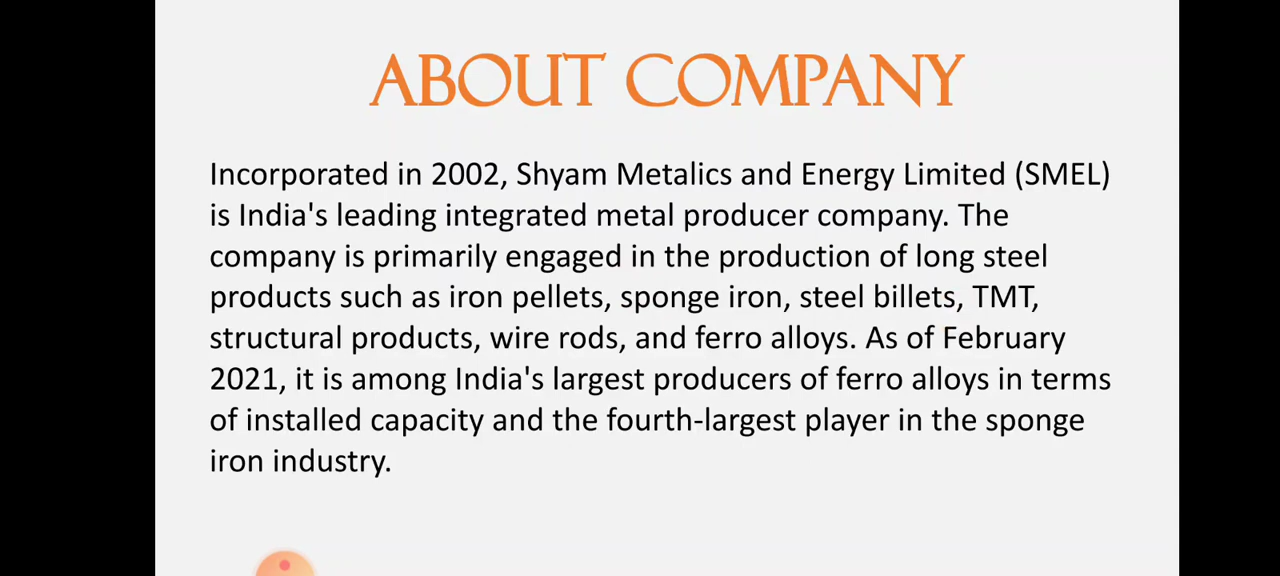 ABOUT COMPANY
Incorporated in 2002, Shyam Metalics and Energy Limited (SMEL)
is India's leading integrated metal producer company. The
company is primarily engaged in the production of long steel
products such as iron pellets, sponge iron, steel billets, TMT,
structural products, wire rods, and ferro alloys. As of February
2021, it is among India's largest producers of ferro alloys in terms
of installed capacity and the fourth-largest player in the sponge
iron industry.